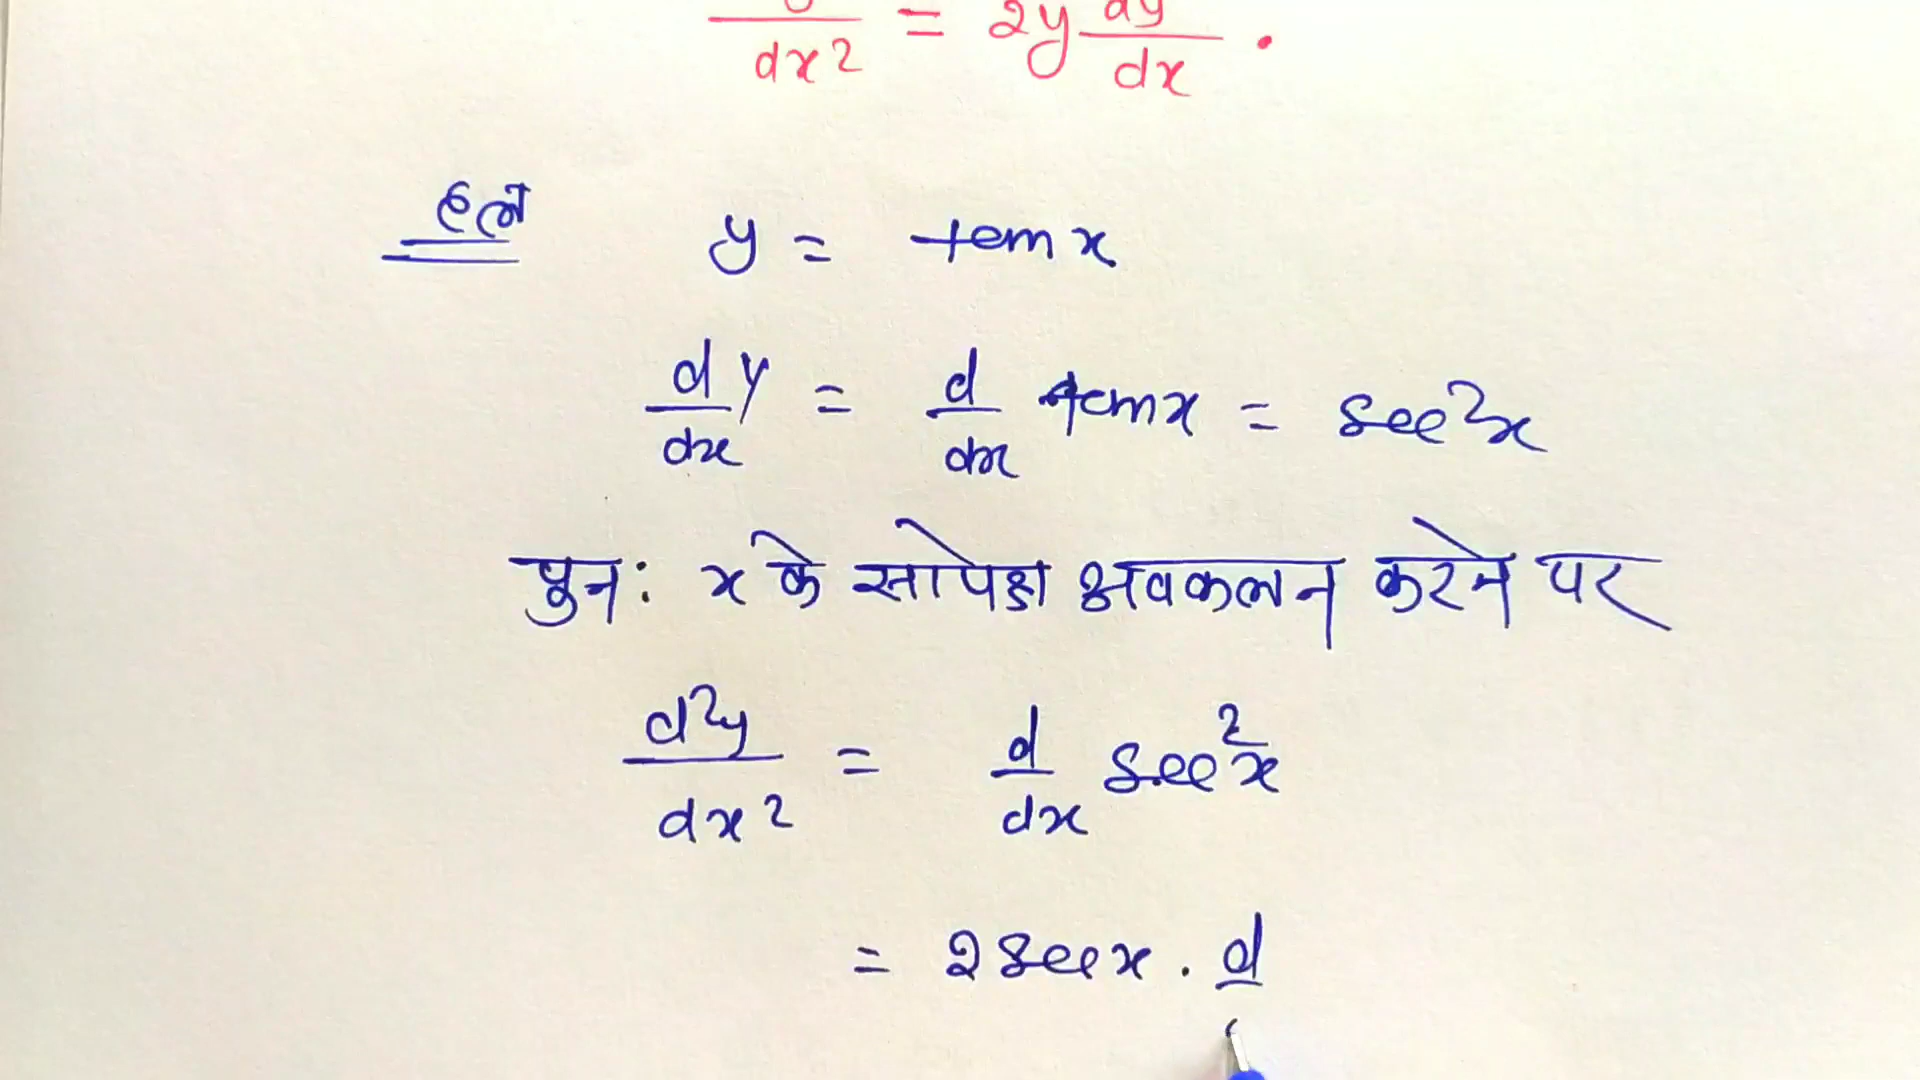 dx² = 2y dy/dx .
हल y = tan x
dy/dx = d/dx tan x = sec²x
पुनः x के सापेक्ष अवकलन करने पर
d²y/dx² = d/dx sec²x
= 2 sec x . d